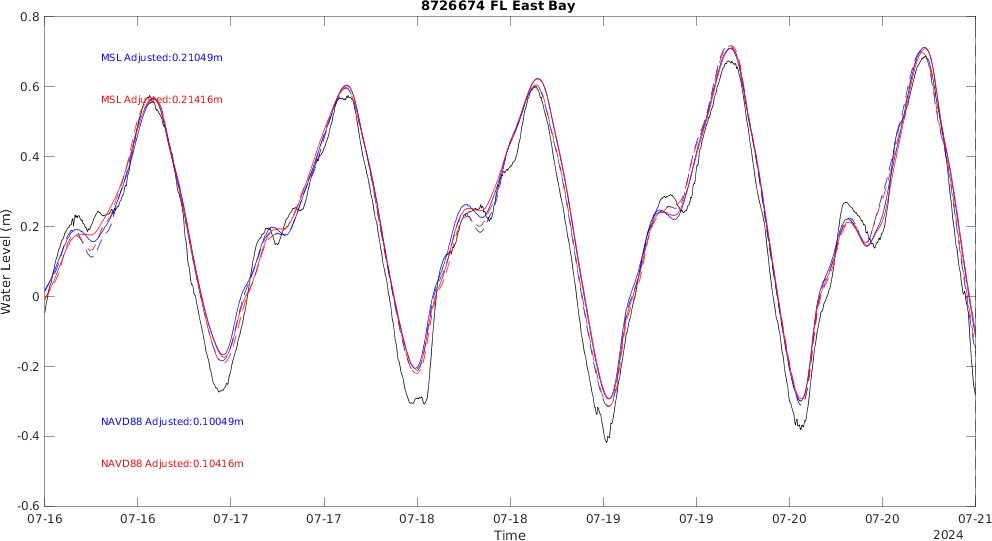 8726674 FL East Bay
0.8
MSL Adjusted:0.21049m
0.6
MSL Adjusted:0.21416m
0.4
0.2
Water Level (m)
0
-0.2
-0.4
NAVD88 Adjusted:0.10049m
NAVD88 Adjusted:0.10416m
-0.6
07-16 07-16 07-17 07-17 07-18 07-18 07-19 07-19 07-20 07-20 07-21
Time
2024